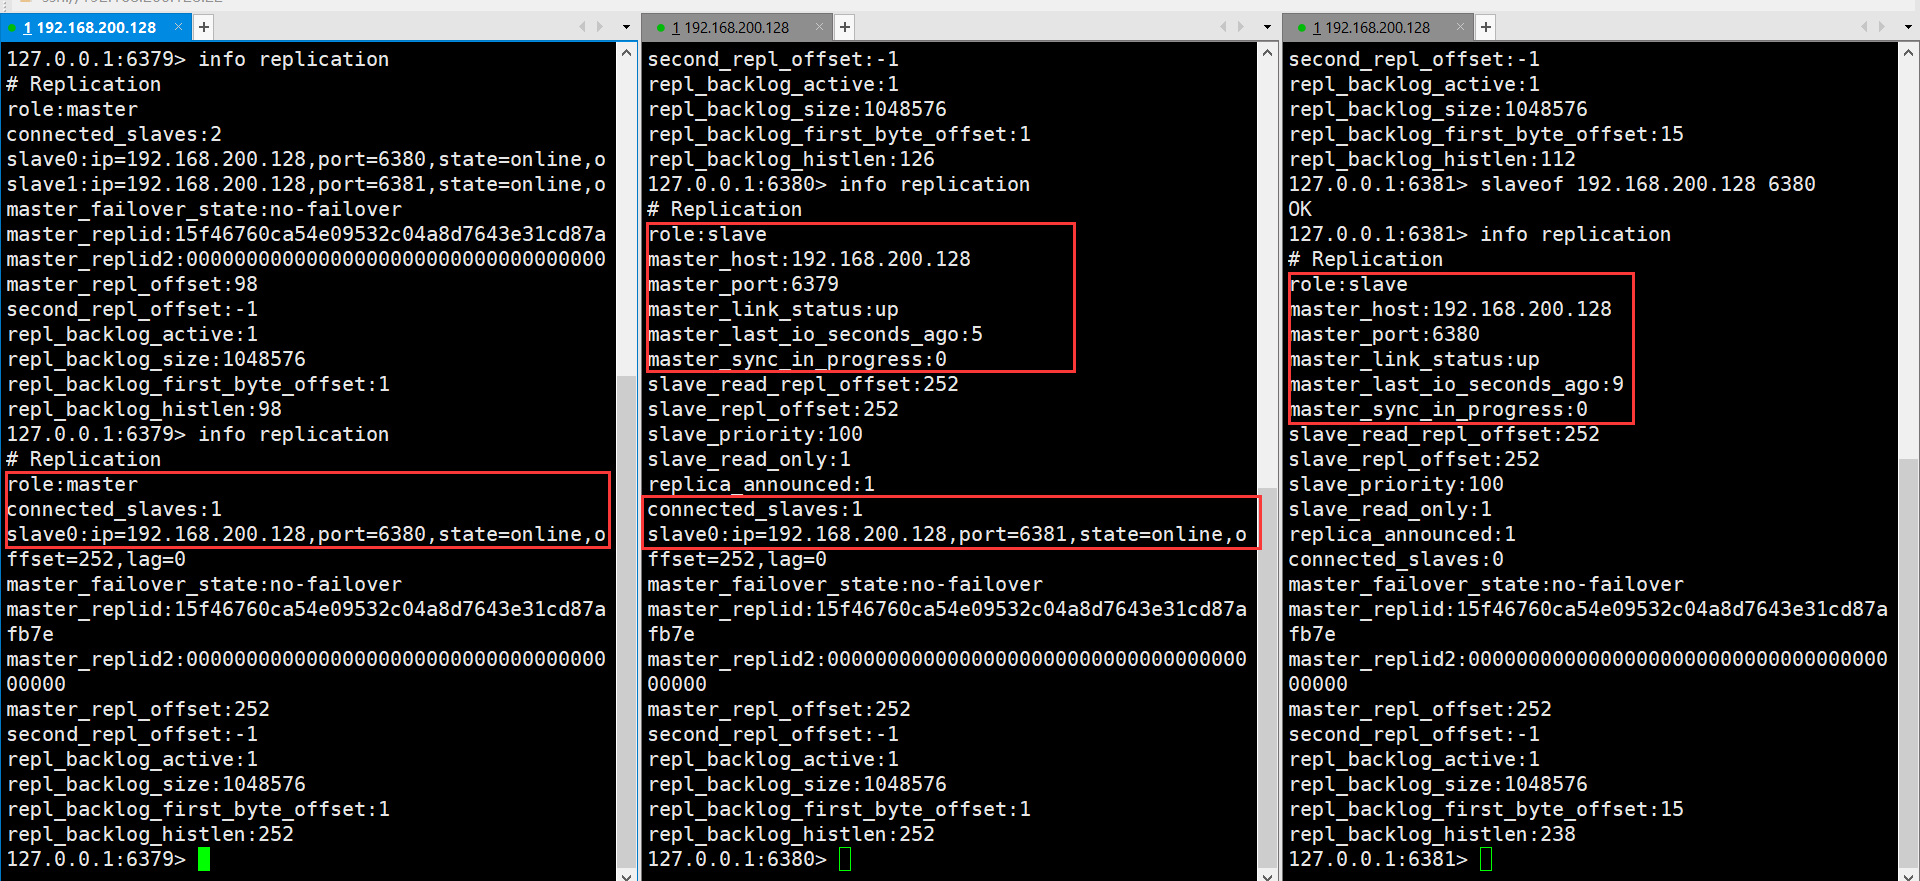 1 192.168.200.128
127.0.0.1:6379> info replication
# Replication
role:master
connected_slaves:2
slave0:ip=192.168.200.128,port=6380,state=online,o
slave1:ip=192.168.200.128,port=6381,state=online,o
master_failover_state:no-failover
master_replid:15f46760ca54e09532c04a8d7643e31cd87a
master_replid2:00000000000000000000000000000000000
master_repl_offset:98
second_repl_offset:-1
repl_backlog_active:1
repl_backlog_size:1048576
repl_backlog_first_byte_offset:1
repl_backlog_histlen:98
127.0.0.1:6379> info replication
# Replication
role:master
connected_slaves:1
slave0:ip=192.168.200.128,port=6380,state=online,o
ffset=252,lag=0
master_failover_state:no-failover
master_replid:15f46760ca54e09532c04a8d7643e31cd87a
fb7e
master_replid2:00000000000000000000000000000000000
00000
master_repl_offset:252
second_repl_offset:-1
repl_backlog_active:1
repl_backlog_size:1048576
repl_backlog_first_byte_offset:1
repl_backlog_histlen:252
127.0.0.1:6379>
1 192.168.200.128
second_repl_offset:-1
repl_backlog_active:1
repl_backlog_size:1048576
repl_backlog_first_byte_offset:1
repl_backlog_histlen:126
127.0.0.1:6380> info replication
# Replication
role:slave
master_host:192.168.200.128
master_port:6379
master_link_status:up
master_last_io_seconds_ago:5
master_sync_in_progress:0
slave_read_repl_offset:252
slave_repl_offset:252
slave_priority:100
slave_read_only:1
replica_announced:1
connected_slaves:1
slave0:ip=192.168.200.128,port=6381,state=online,o
ffset=252,lag=0
master_failover_state:no-failover
master_replid:15f46760ca54e09532c04a8d7643e31cd87a
fb7e
master_replid2:00000000000000000000000000000000000
00000
master_repl_offset:252
second_repl_offset:-1
repl_backlog_active:1
repl_backlog_size:1048576
repl_backlog_first_byte_offset:1
repl_backlog_histlen:252
127.0.0.1:6380>
1 192.168.200.128
second_repl_offset:-1
repl_backlog_active:1
repl_backlog_size:1048576
repl_backlog_first_byte_offset:15
repl_backlog_histlen:112
127.0.0.1:6381> slaveof 192.168.200.128 6380
OK
127.0.0.1:6381> info replication
# Replication
role:slave
master_host:192.168.200.128
master_port:6380
master_link_status:up
master_last_io_seconds_ago:9
master_sync_in_progress:0
slave_read_repl_offset:252
slave_repl_offset:252
slave_priority:100
slave_read_only:1
replica_announced:1
connected_slaves:0
master_failover_state:no-failover
master_replid:15f46760ca54e09532c04a8d7643e31cd87a
fb7e
master_replid2:00000000000000000000000000000000000
00000
master_repl_offset:252
second_repl_offset:-1
repl_backlog_active:1
repl_backlog_size:1048576
repl_backlog_first_byte_offset:15
repl_backlog_histlen:238
127.0.0.1:6381>